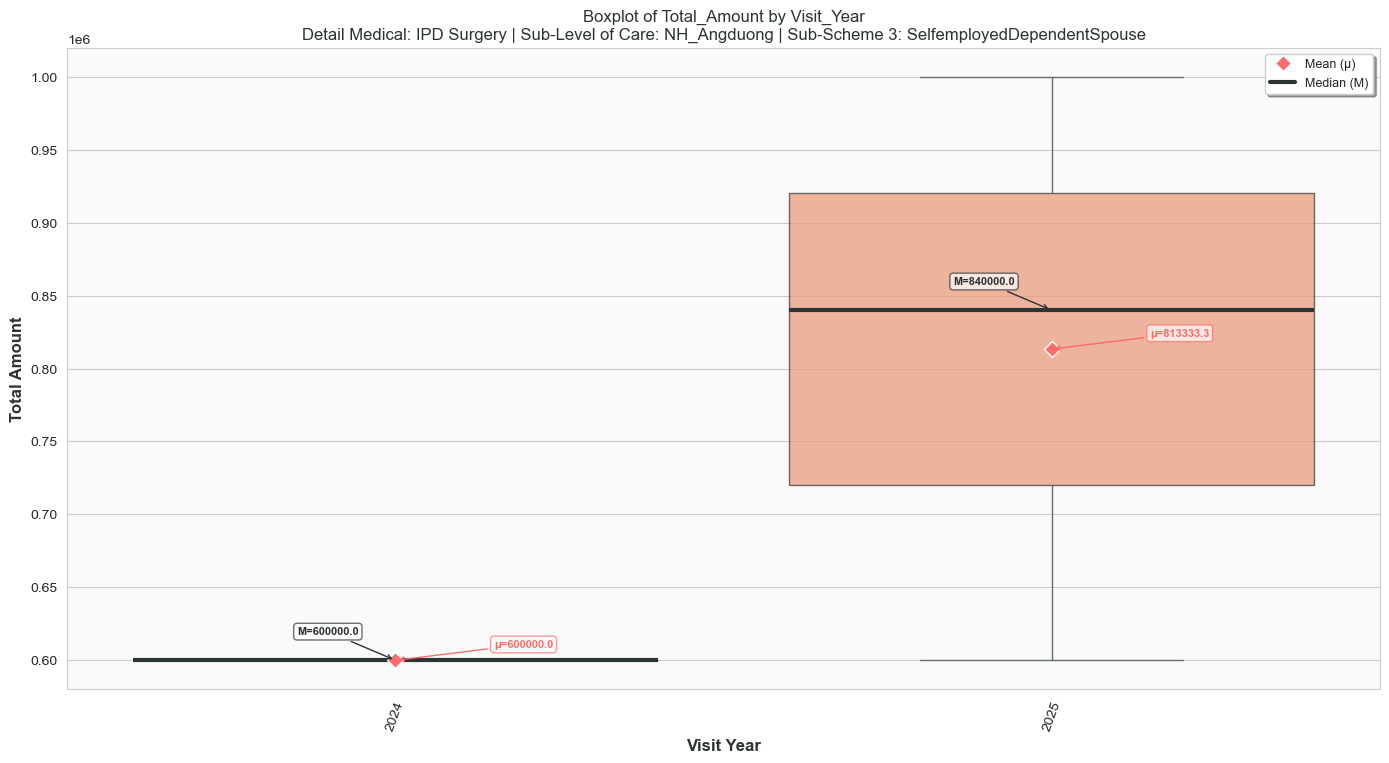 Boxplot of Total_Amount by Visit_Year
Detail Medical: IPD Surgery | Sub-Level of Care: NH_Angduong | Sub-Scheme 3: SelfemployedDependentSpouse
1e6
Mean (μ)
Median (M)
1.00
0.95
0.90
0.85
0.80
0.75
0.70
0.65
0.60
Total Amount
M=840000.0
μ=813333.3
M=600000.0
μ=600000.0
2024
2025
Visit Year